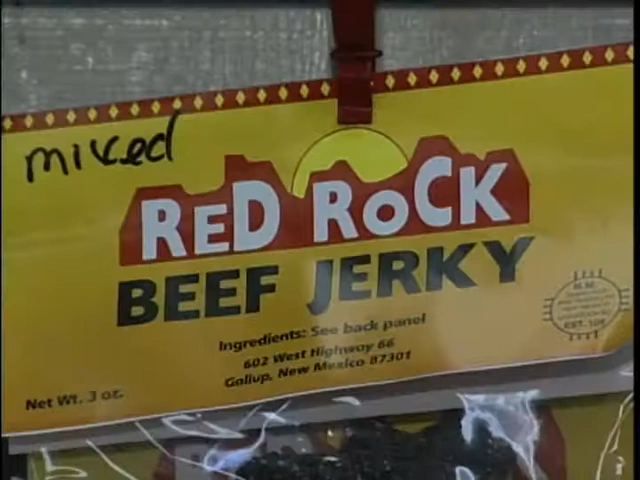 mixed
RED ROCK
BEEF JERKY
Ingredients: See back panel
602 West Highway 66
Gallup, New Mexico 87301
Net Wt. 3 oz.
N.M.